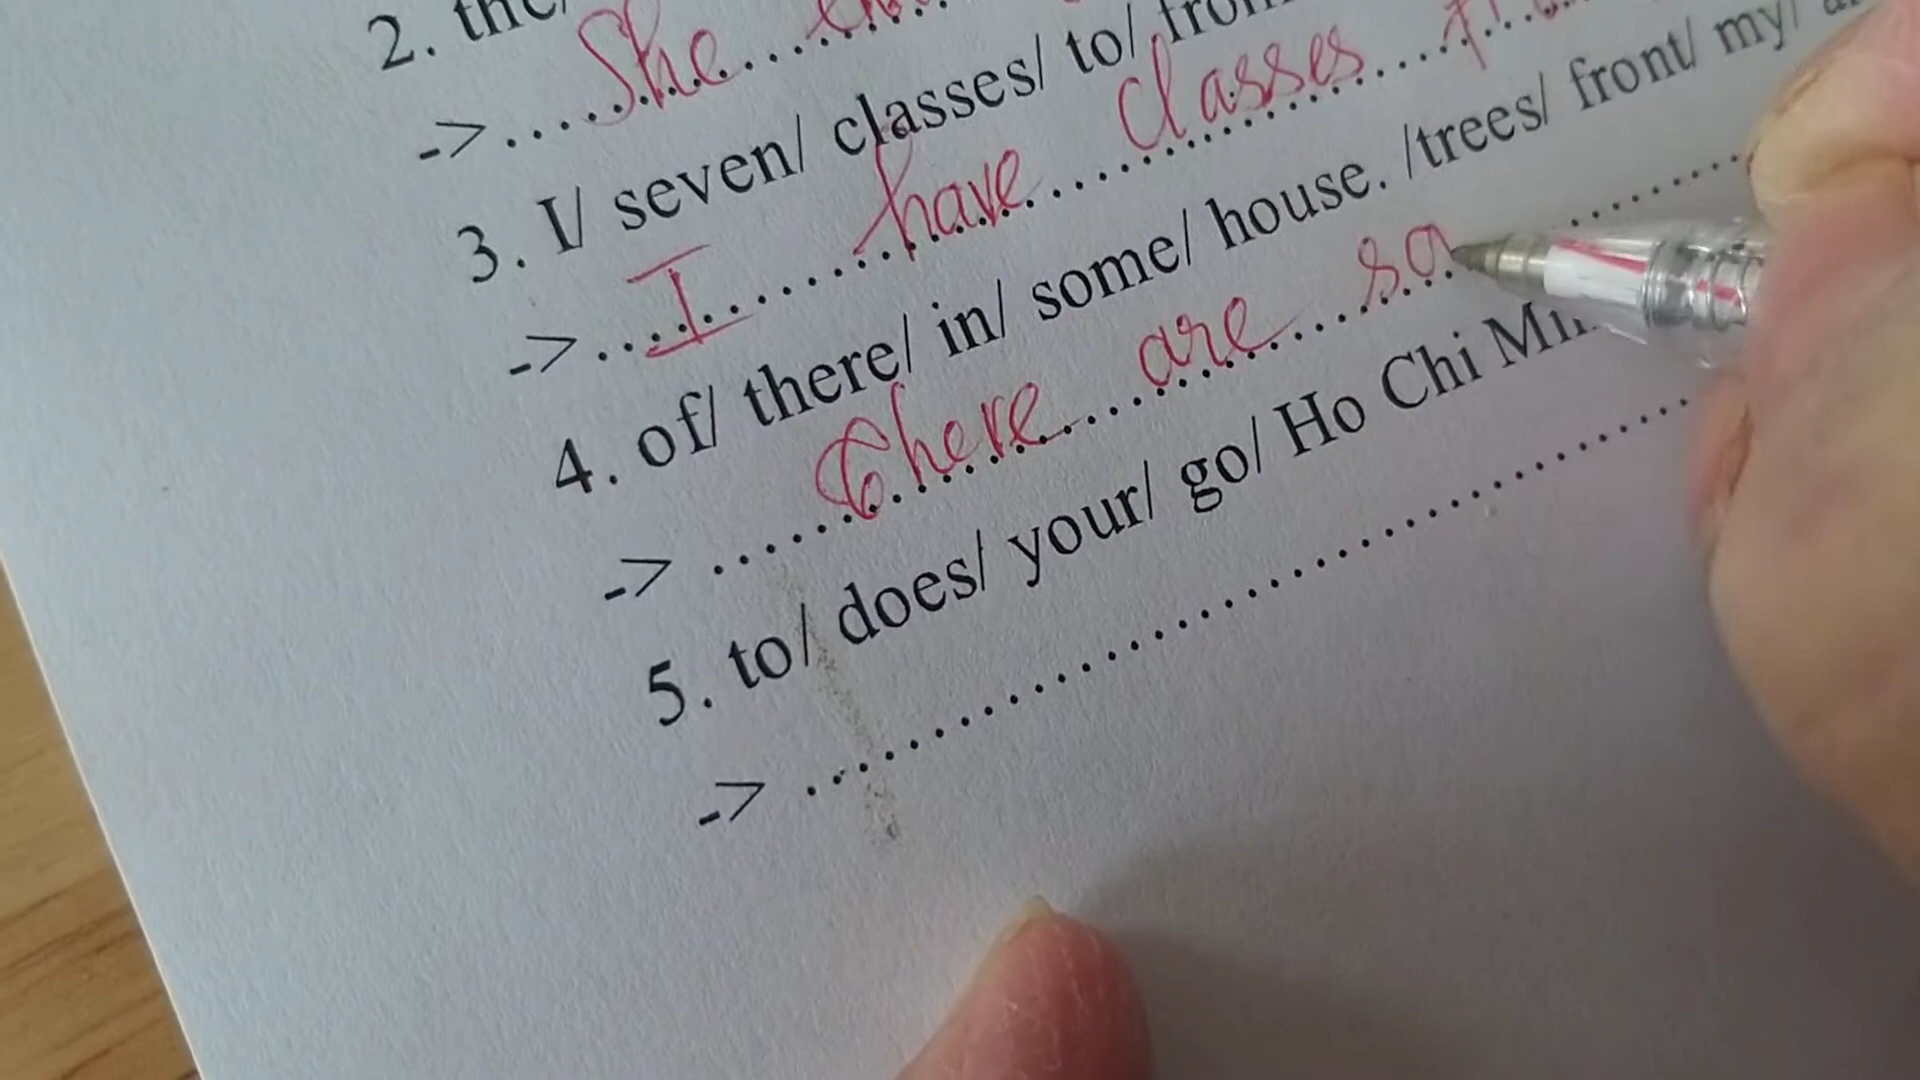 2. the/
-> She
3. I/ seven/ classes/ to/ from
-> I have classes
4. of/ there/ in/ some/ house. /trees/ front/ my/
-> There are so
5. to/ does/ your/ go/ Ho Chi
->